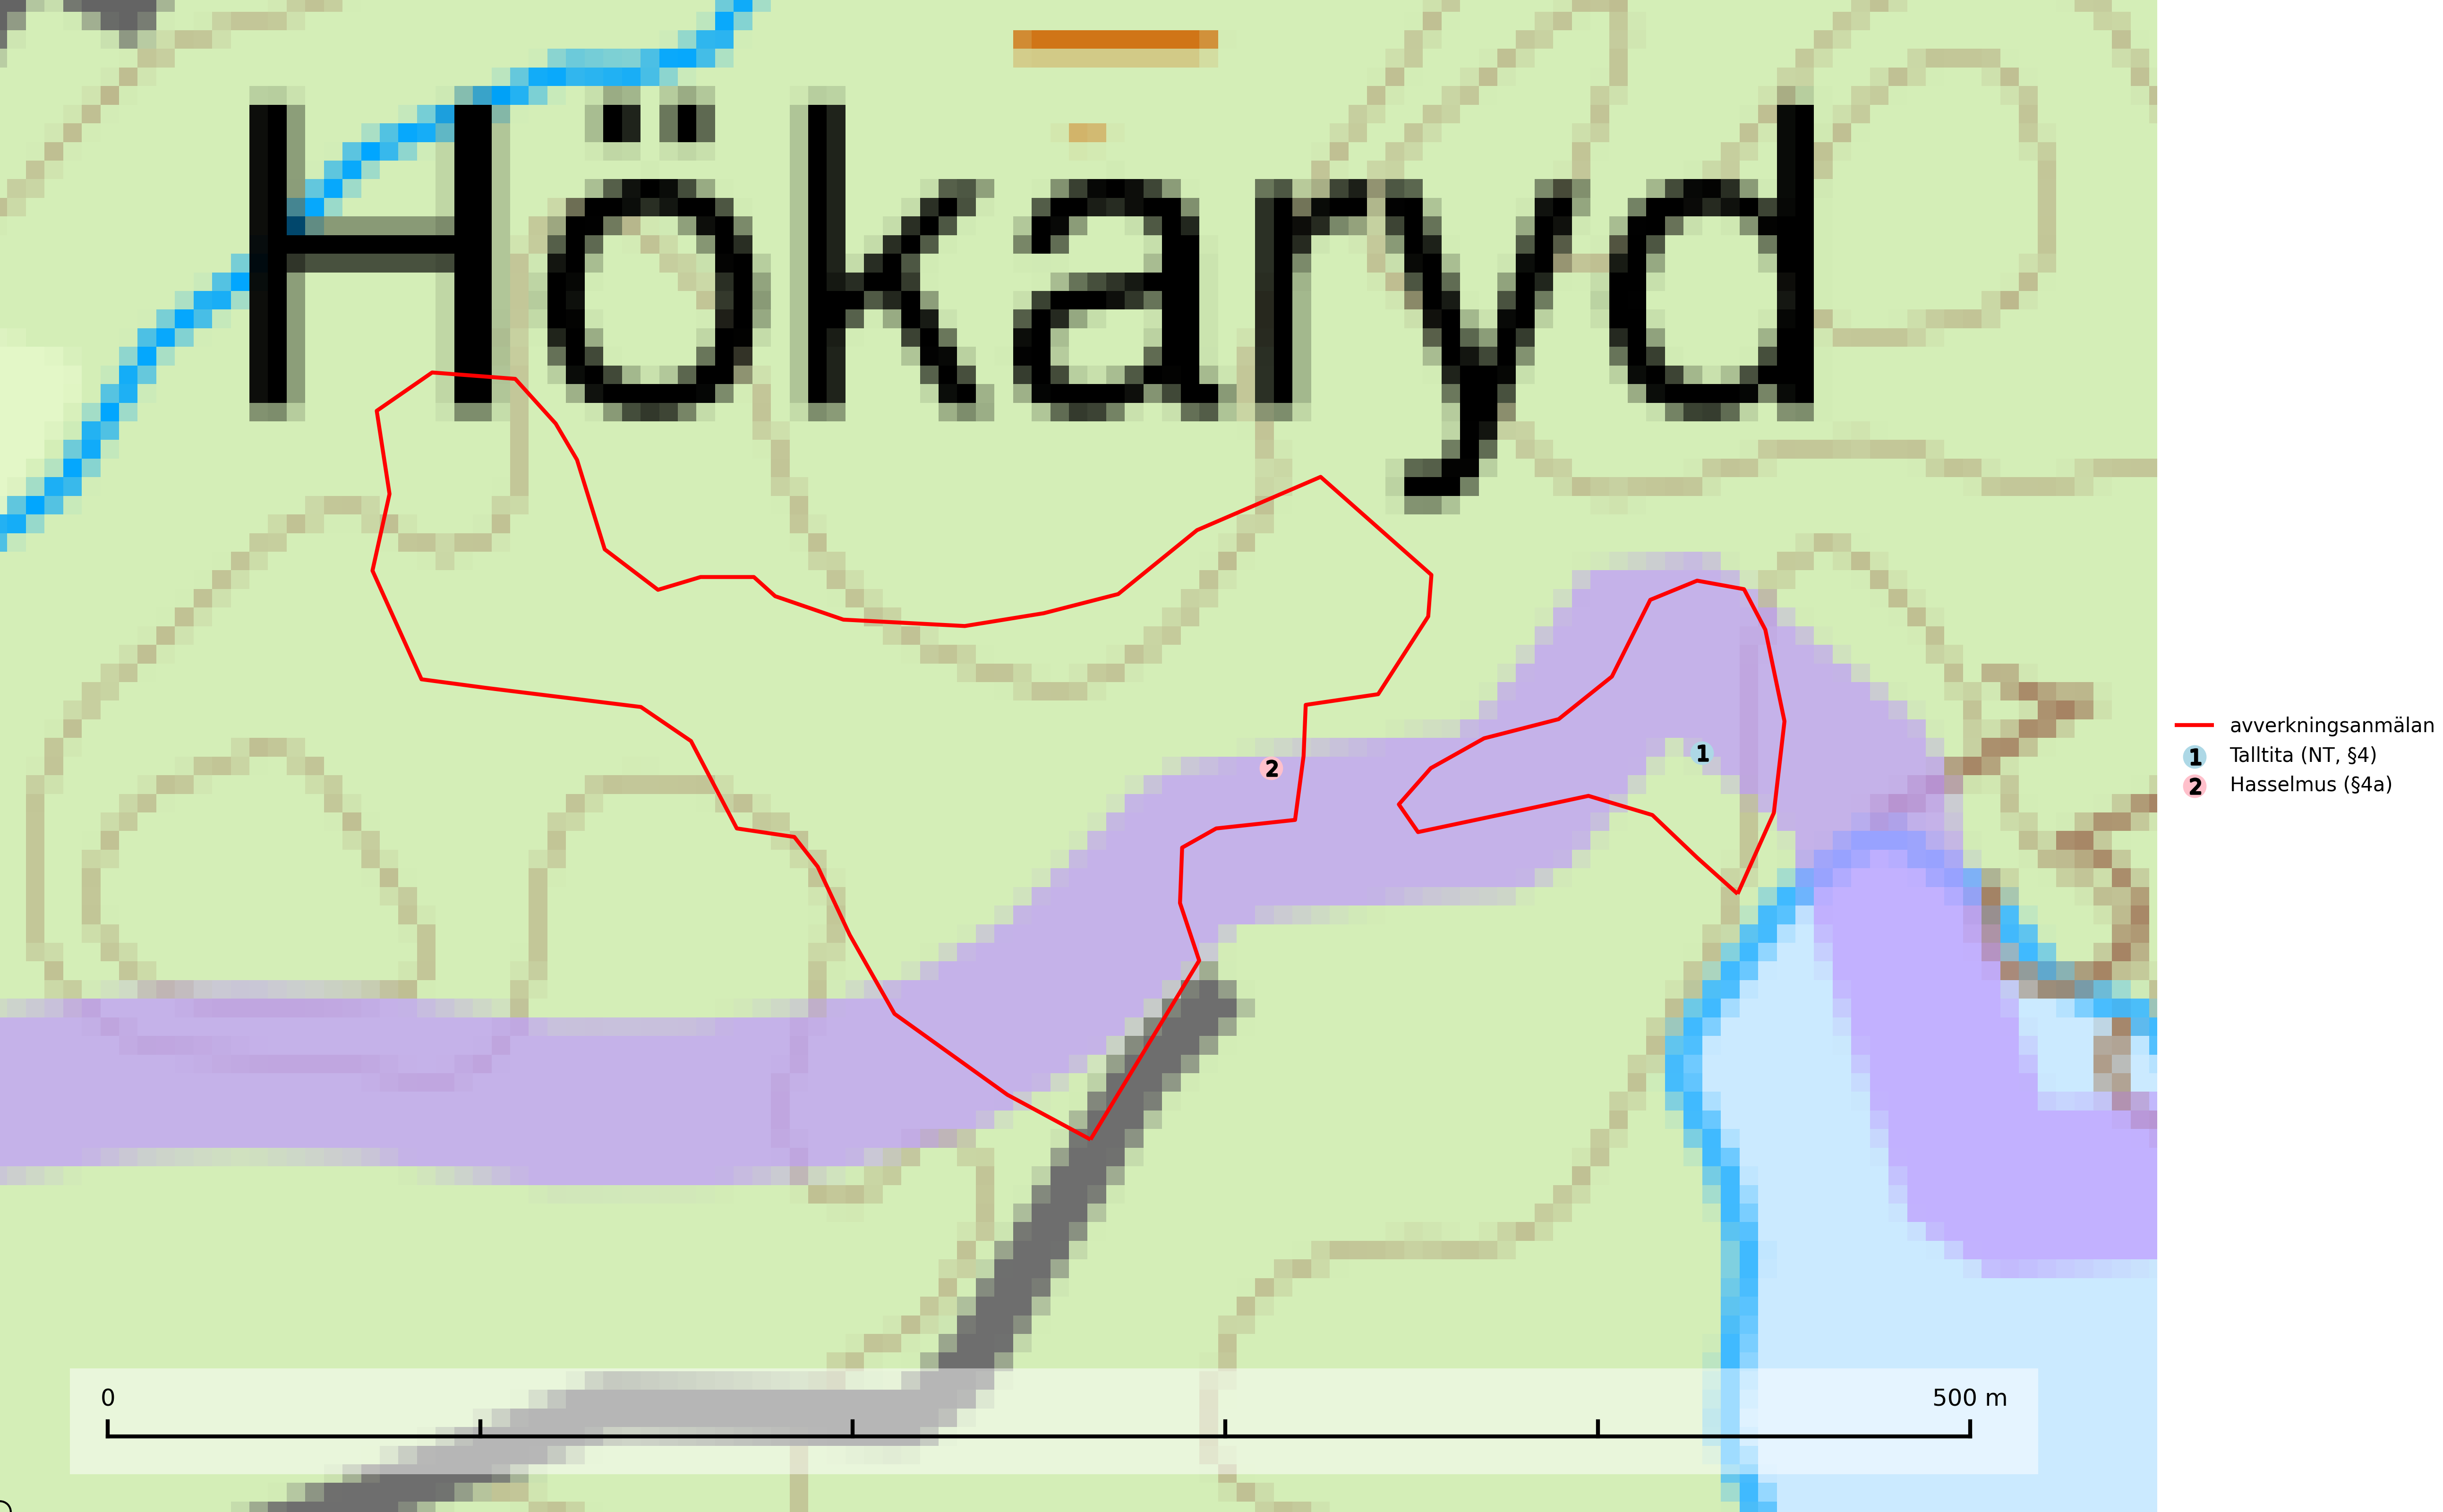 Hökaryd
avverkningsanmälan
1 Talltita (NT, §4)
2 Hasselmus (§4a)
1
2
0 500 m